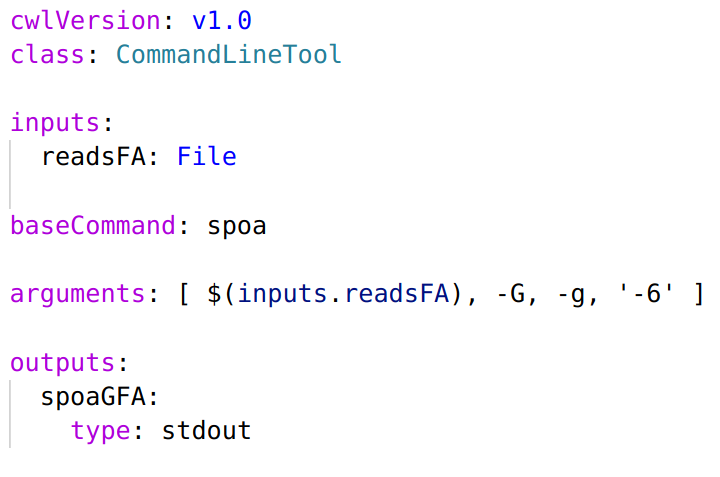 cwlVersion: v1.0
class: CommandLineTool

inputs:
  readsFA: File

baseCommand: spoa

arguments: [ $(inputs.readsFA), -G, -g, '-6' ]

outputs:
  spoaGFA:
    type: stdout